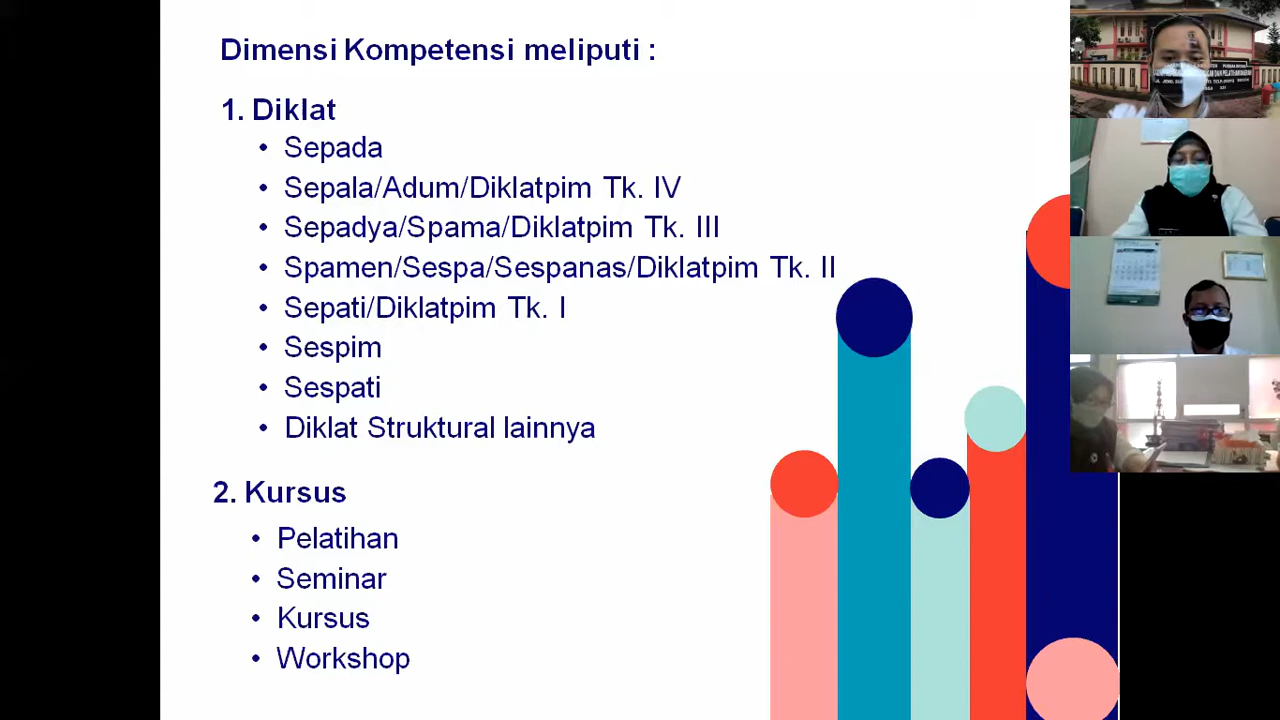 Dimensi Kompetensi meliputi :
1. Diklat
• Sepada
• Sepala/Adum/Diklatpim Tk. IV
• Sepadya/Spama/Diklatpim Tk. III
• Spamen/Sespa/Sespanas/Diklatpim Tk. II
• Sepati/Diklatpim Tk. I
• Sespim
• Sespati
• Diklat Struktural lainnya
2. Kursus
• Pelatihan
• Seminar
• Kursus
• Workshop